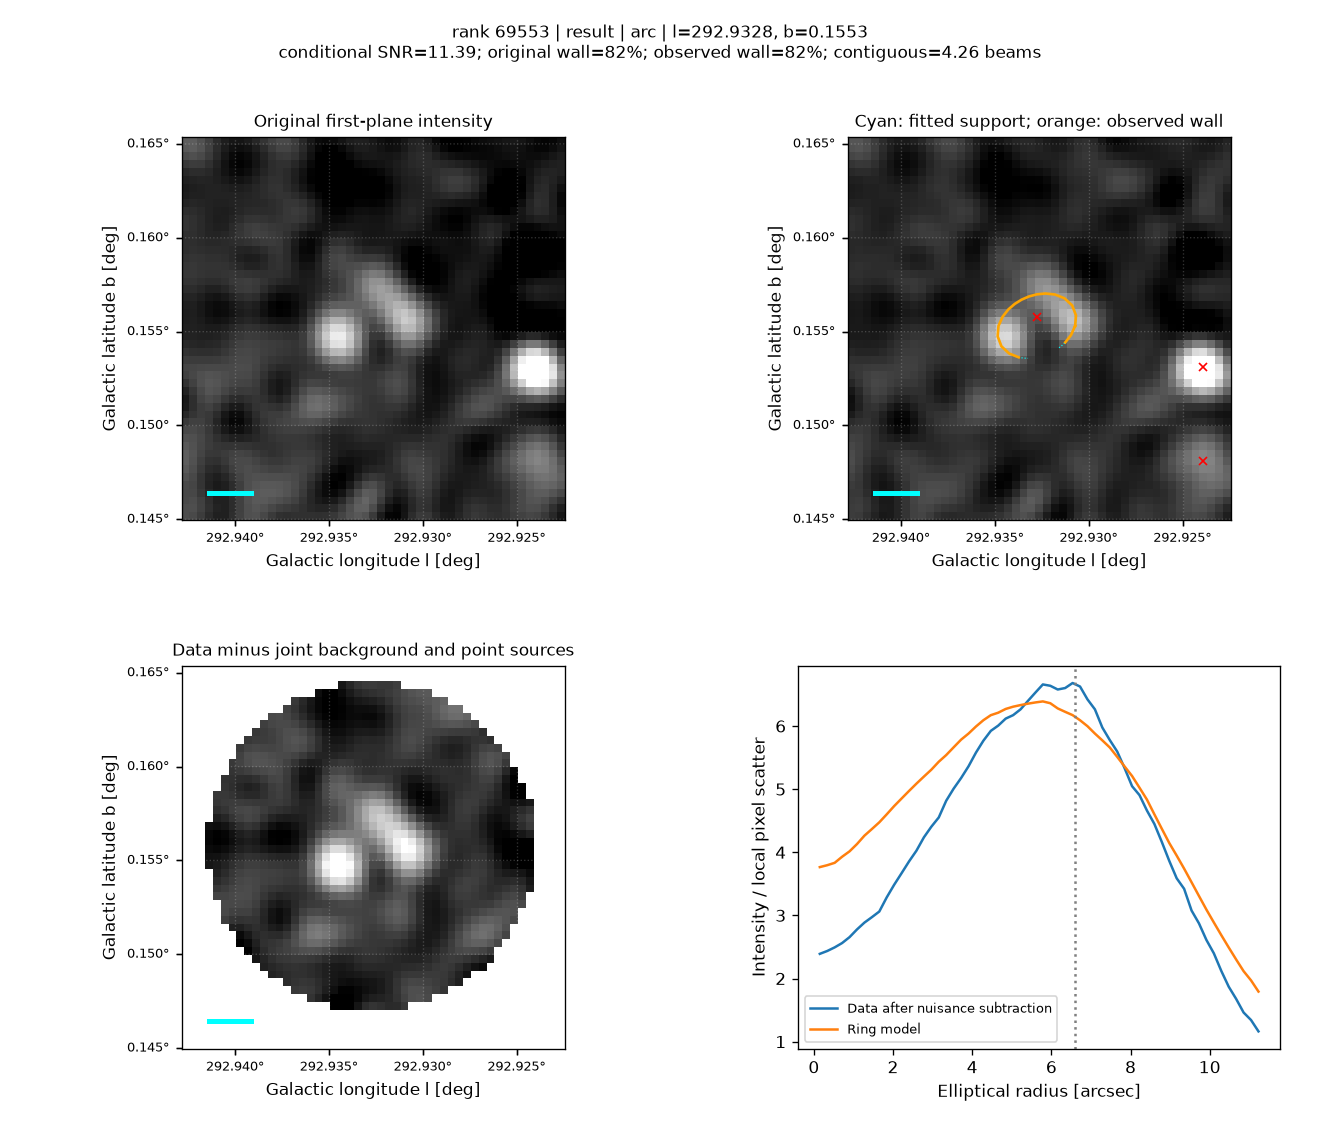 rank 69553 | result | arc | l=292.9328, b=0.1553
conditional SNR=11.39; original wall=82%; observed wall=82%; contiguous=4.26 beams
Original first-plane intensity
0.165°
0.160°
0.155°
0.150°
0.145°
Galactic latitude b [deg]
292.940°
292.935°
292.930°
292.925°
Galactic longitude l [deg]
Cyan: fitted support; orange: observed wall
0.165°
0.160°
0.155°
0.150°
0.145°
Galactic latitude b [deg]
292.940°
292.935°
292.930°
292.925°
Galactic longitude l [deg]
Data minus joint background and point sources
0.165°
0.160°
0.155°
0.150°
0.145°
Galactic latitude b [deg]
292.940°
292.935°
292.930°
292.925°
Galactic longitude l [deg]
6
5
4
3
2
1
Intensity / local pixel scatter
Data after nuisance subtraction
Ring model
0
2
4
6
8
10
Elliptical radius [arcsec]